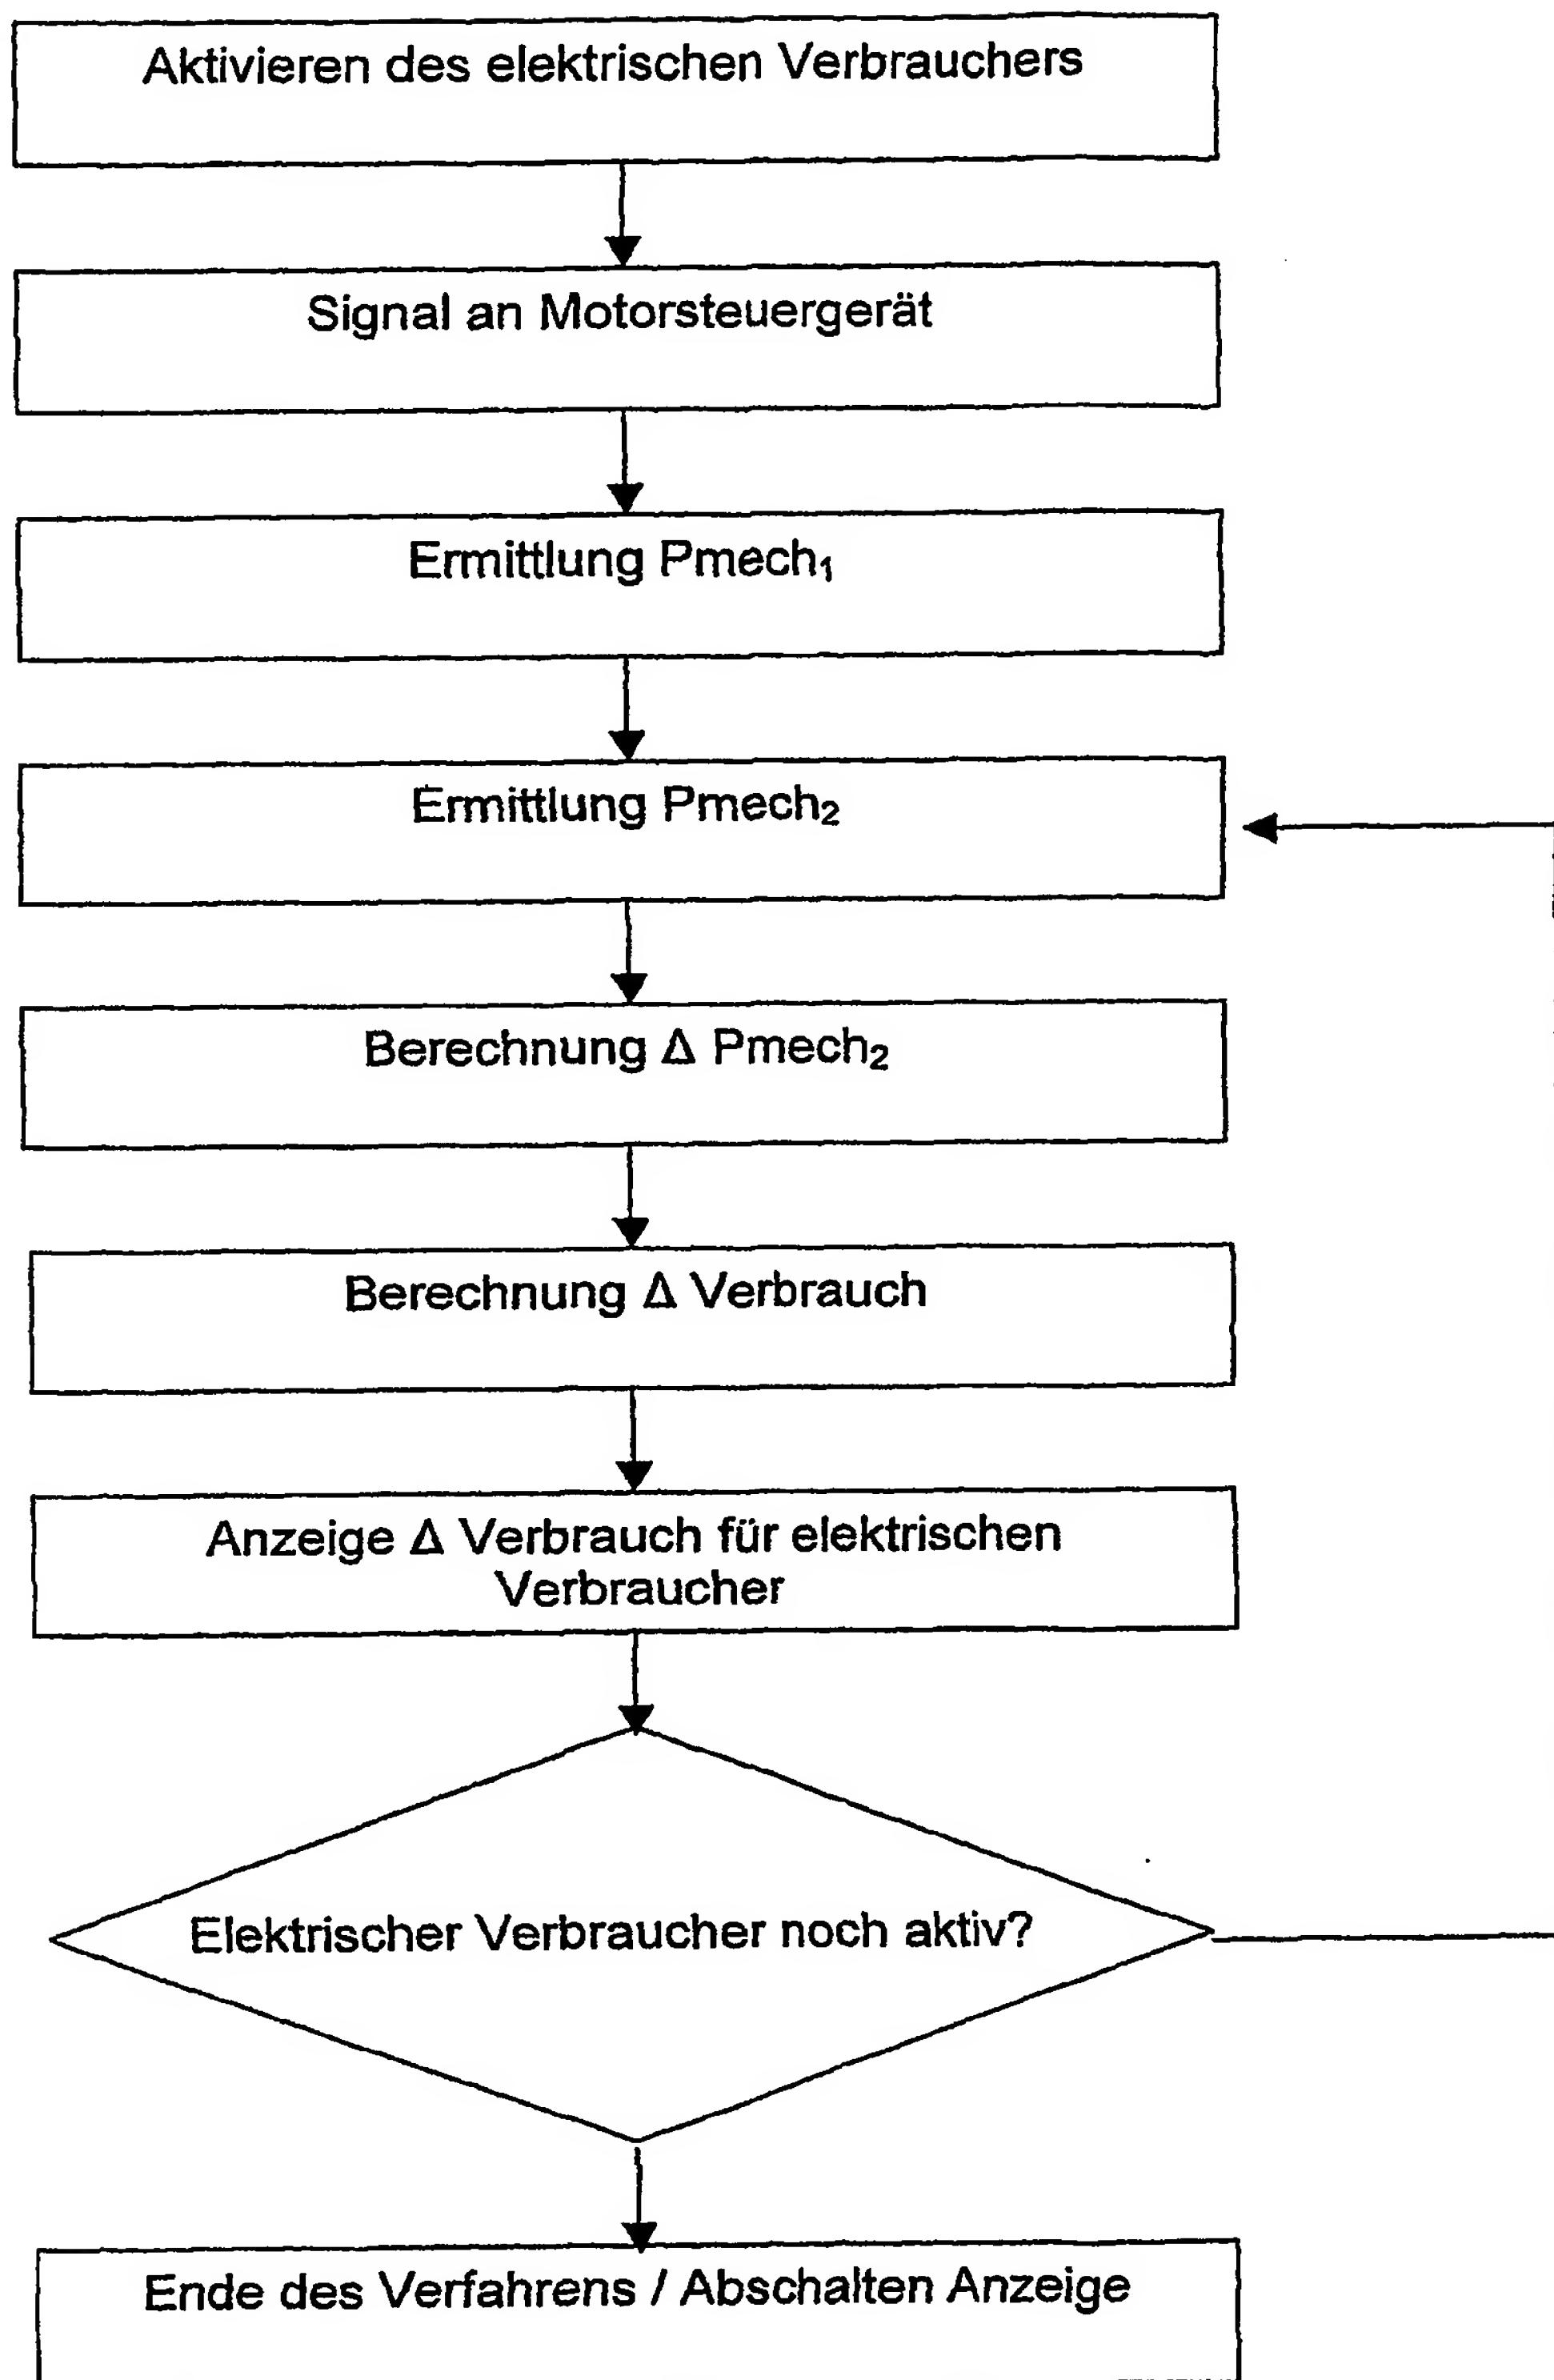 Aktivieren des elektrischen Verbrauchers
Signal an Motorsteuergerät
Ermittlung Pmech₁
Ermittlung Pmech₂
Berechnung Δ Pmech₂
Berechnung Δ Verbrauch
Anzeige Δ Verbrauch für elektrischen
Verbraucher
Elektrischer Verbraucher noch aktiv?
Ende des Verfahrens / Abschalten Anzeige